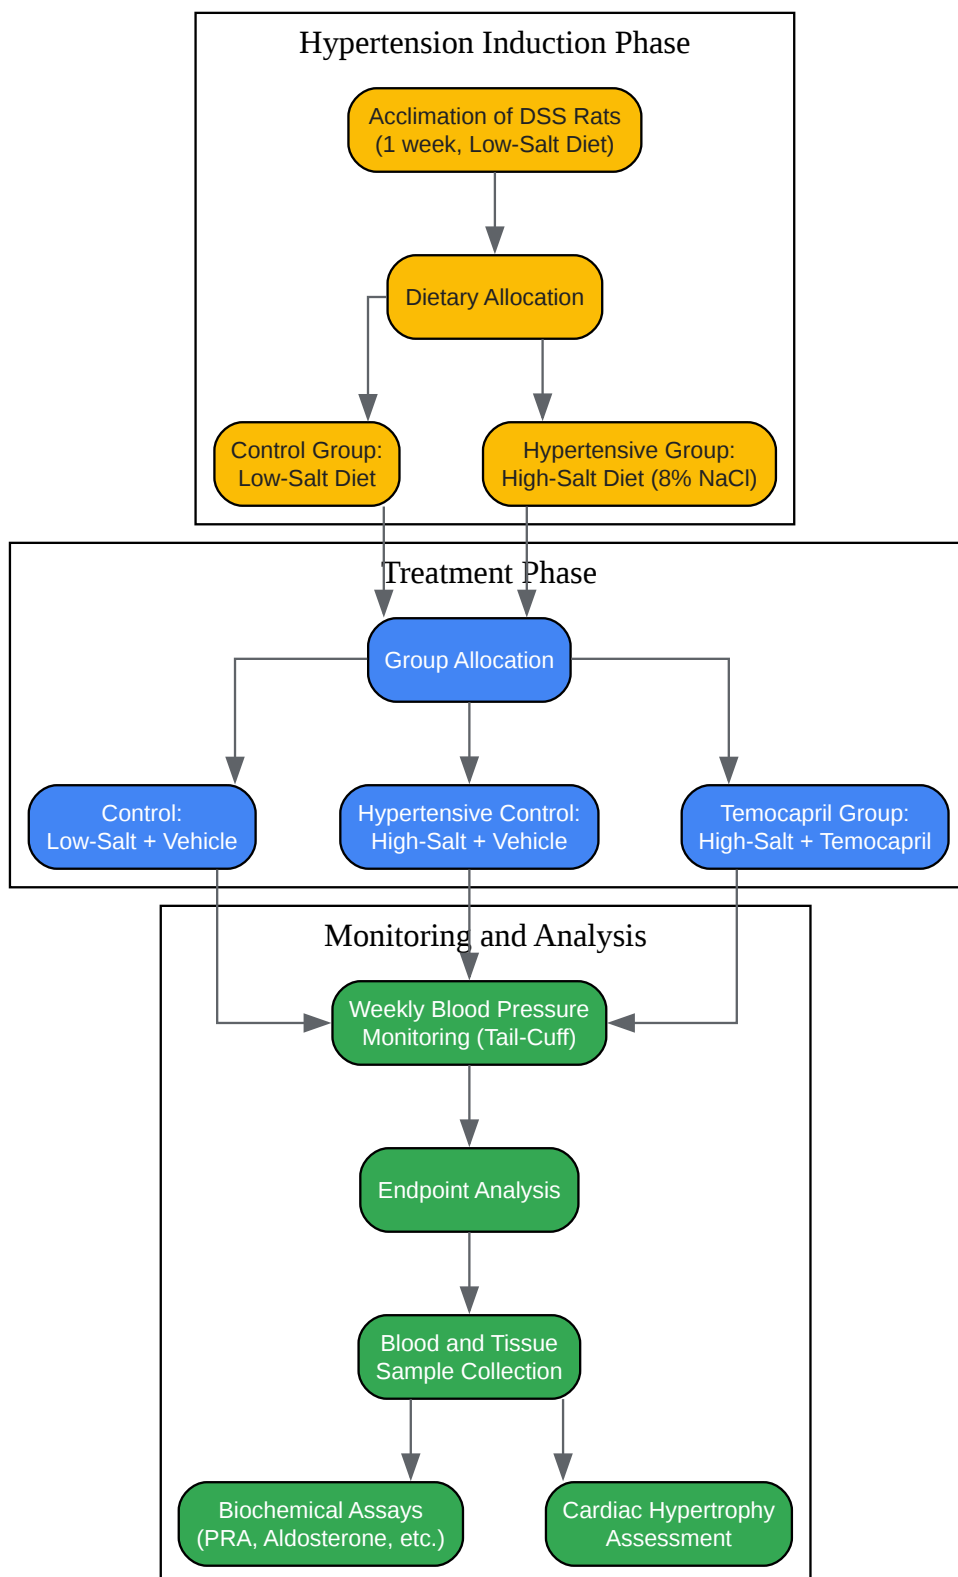 Hypertension Induction Phase
Acclimation of DSS Rats
(1 week, Low-Salt Diet)
Dietary Allocation
Control Group:
Low-Salt Diet
Hypertensive Group:
High-Salt Diet (8% NaCl)
Treatment Phase
Group Allocation
Control:
Low-Salt + Vehicle
Hypertensive Control:
High-Salt + Vehicle
Temocapril Group:
High-Salt + Temocapril
Monitoring and Analysis
Weekly Blood Pressure
Monitoring (Tail-Cuff)
Endpoint Analysis
Blood and Tissue
Sample Collection
Biochemical Assays
(PRA, Aldosterone, etc.)
Cardiac Hypertrophy
Assessment